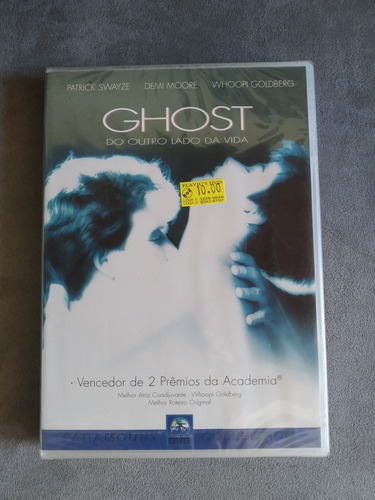 PATRICK SWAYZE DEMI MOORE WHOOPI GOLDBERG
GHOST
DO OUTRO LADO DA VIDA
10.00
• Vencedor de 2 Prêmios da Academia®
Melhor Atriz Coadjuvante - Whoopi Goldberg
Melhor Roteiro Original